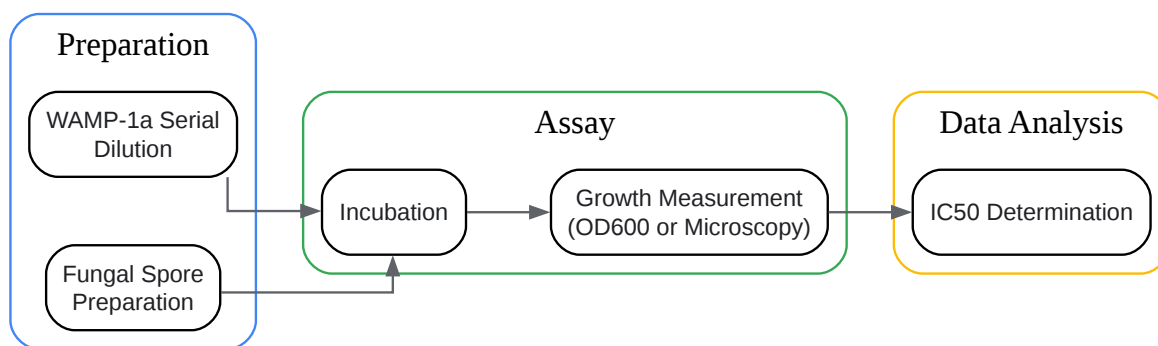 Preparation
WAMP-1a Serial
Dilution
Fungal Spore
Preparation
Assay
Incubation
Growth Measurement
(OD600 or Microscopy)
Data Analysis
IC50 Determination